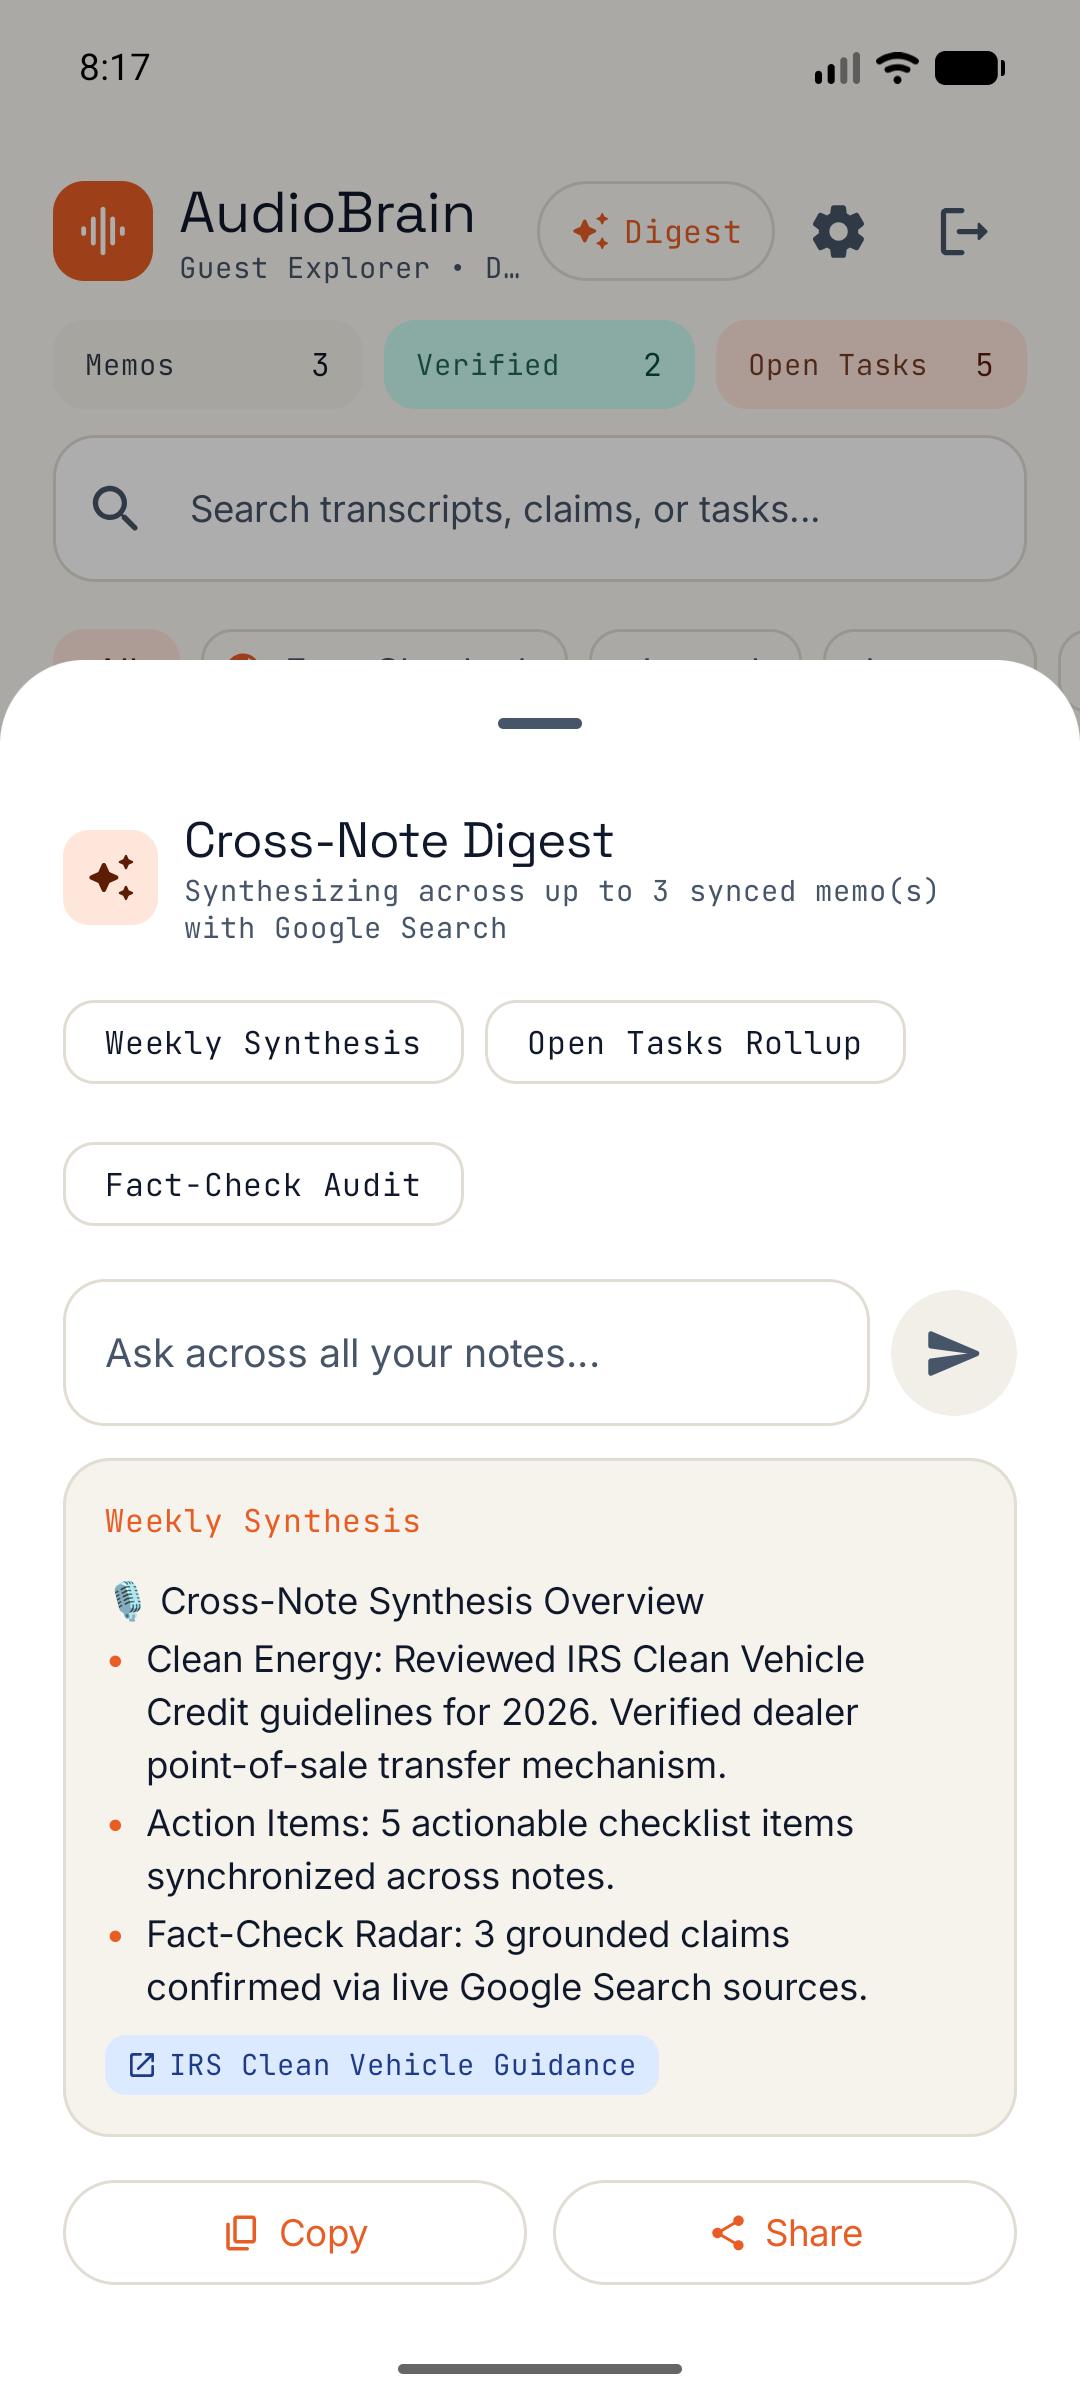 8:17
AudioBrain
Guest Explorer • D…
Digest
Memos 3
Verified 2
Open Tasks 5
Search transcripts, claims, or tasks...
Cross-Note Digest
Synthesizing across up to 3 synced memo(s)
with Google Search
Weekly Synthesis
Open Tasks Rollup
Fact-Check Audit
Ask across all your notes...
Weekly Synthesis
🎙️ Cross-Note Synthesis Overview
• Clean Energy: Reviewed IRS Clean Vehicle
Credit guidelines for 2026. Verified dealer
point-of-sale transfer mechanism.
• Action Items: 5 actionable checklist items
synchronized across notes.
• Fact-Check Radar: 3 grounded claims
confirmed via live Google Search sources.
IRS Clean Vehicle Guidance
Copy
Share